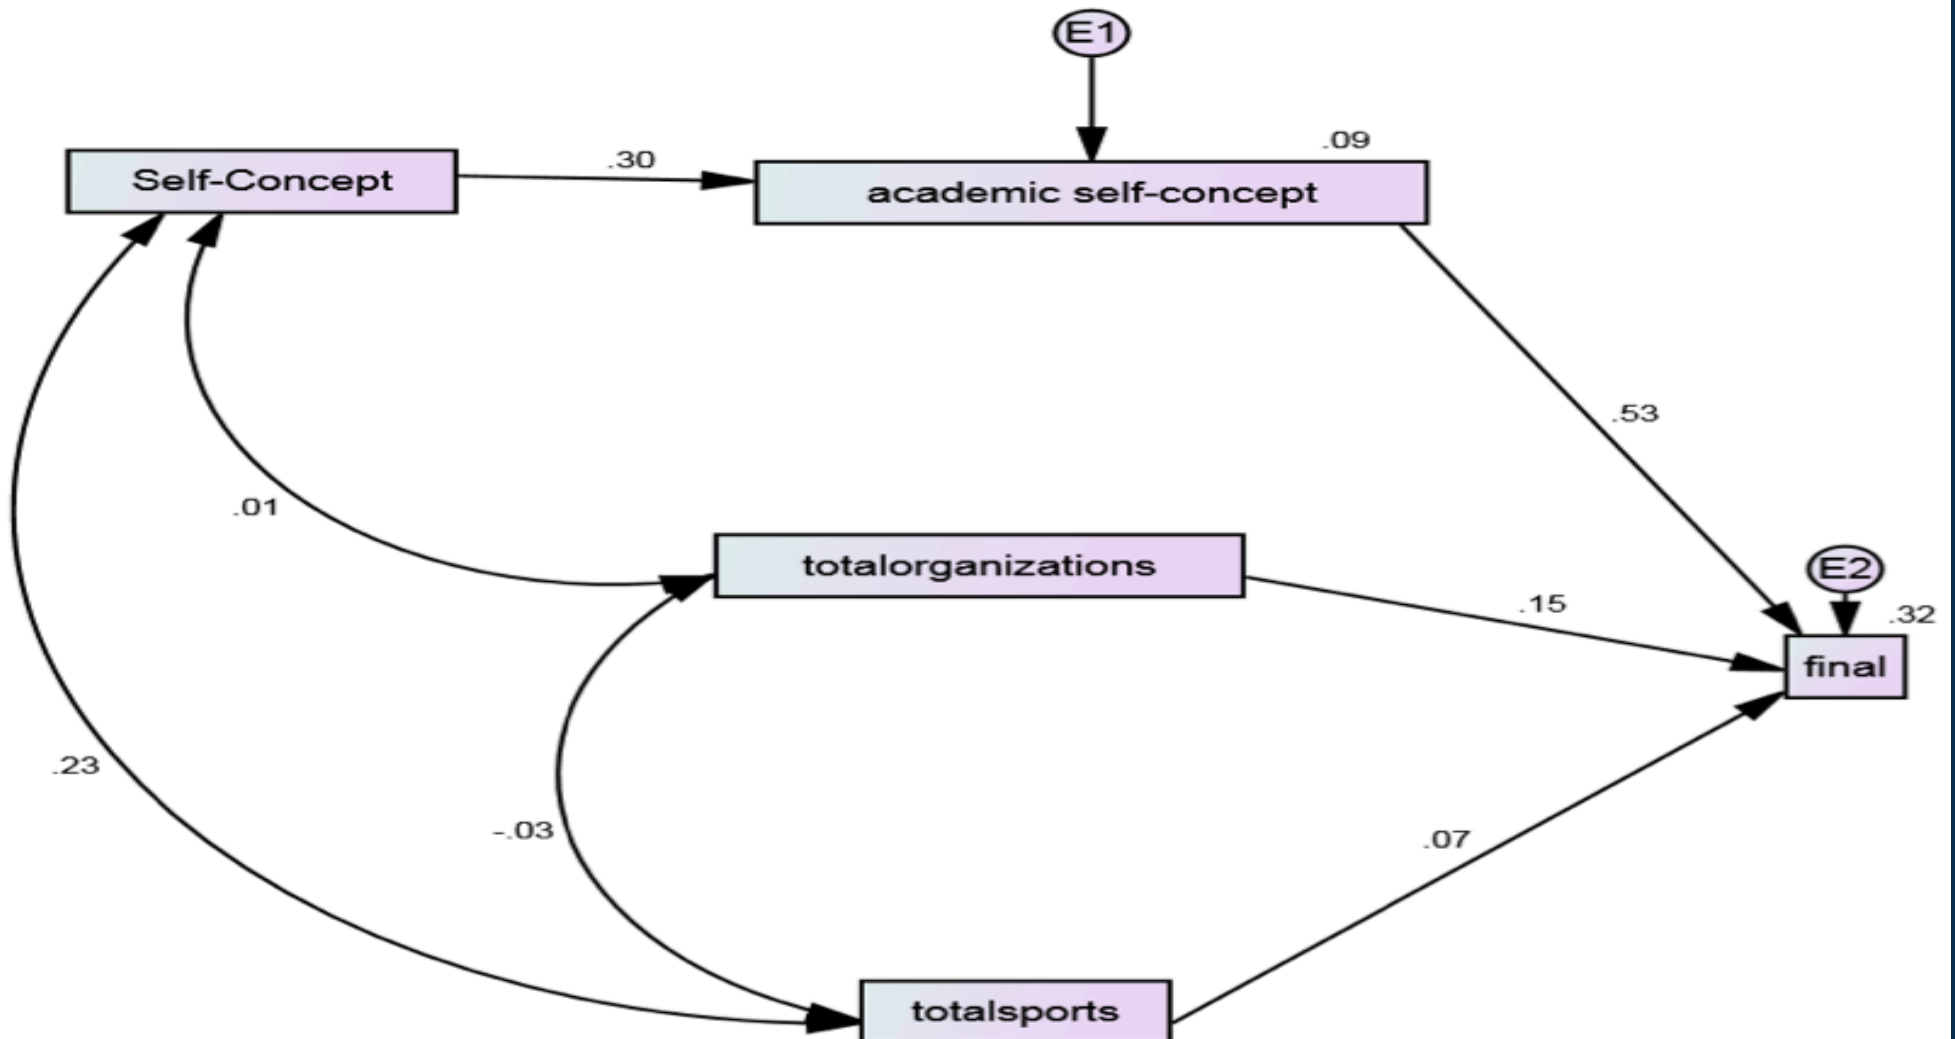 E1
.09
Self-Concept
.30
academic self-concept
.53
.01
totalorganizations
.15
E2
.32
final
.23
-.03
.07
totalsports